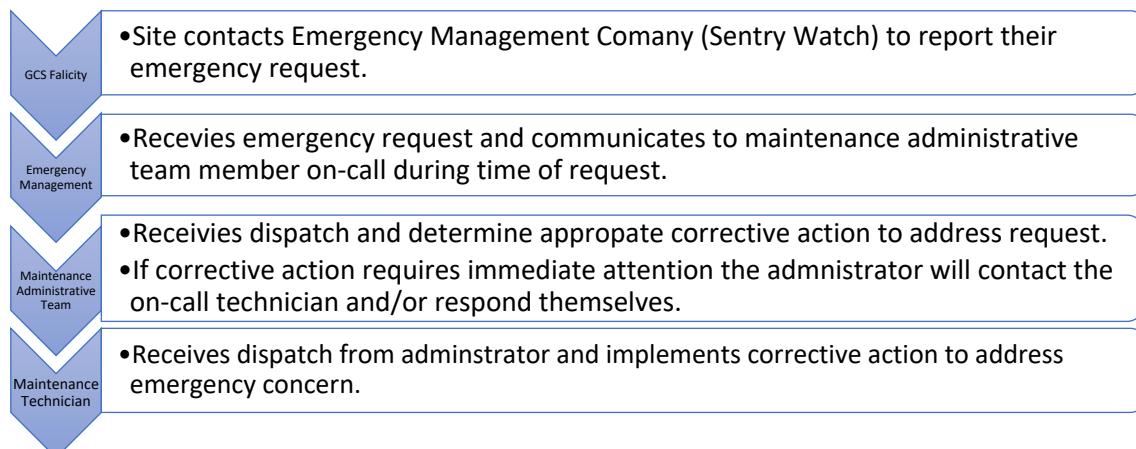 GCS Falicity
•Site contacts Emergency Management Comany (Sentry Watch) to report their
emergency request.
Emergency
Management
•Recevies emergency request and communicates to maintenance administrative
team member on-call during time of request.
Maintenance
Administrative
Team
•Receivies dispatch and determine appropate corrective action to address request.
•If corrective action requires immediate attention the admnistrator will contact the
on-call technician and/or respond themselves.
Maintenance
Technician
•Receives dispatch from adminstrator and implements corrective action to address
emergency concern.